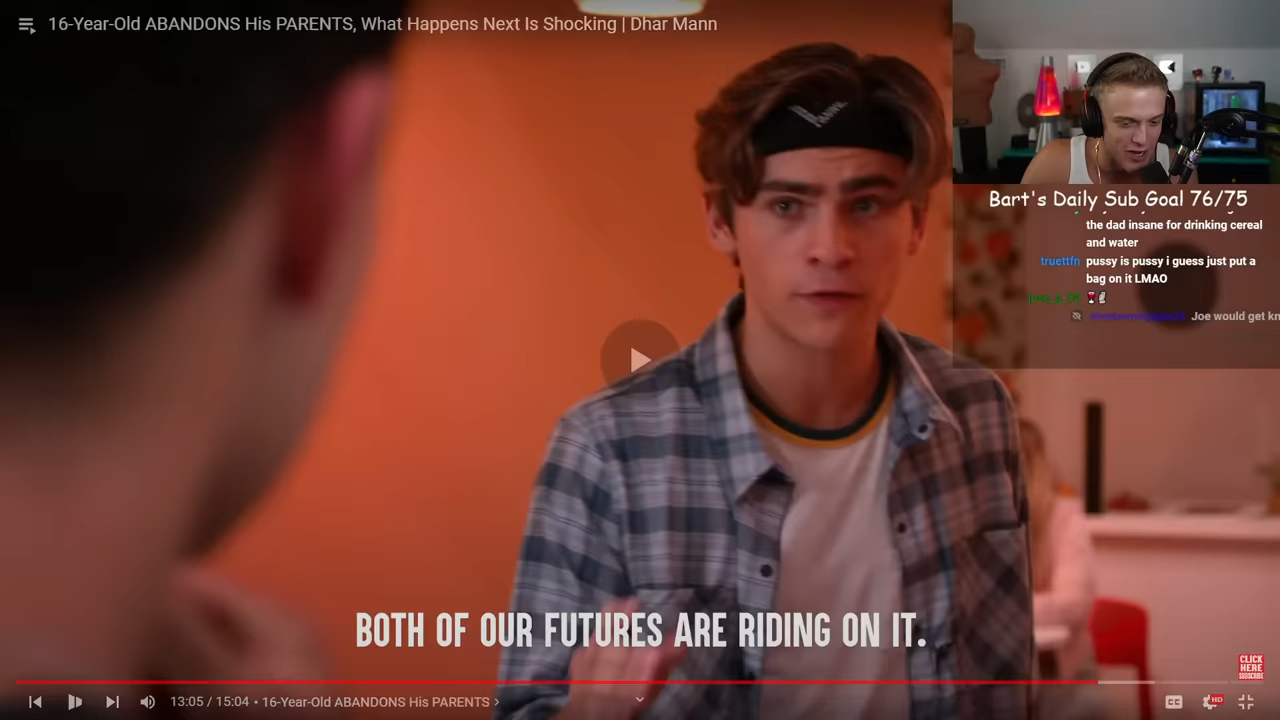 16-Year-Old ABANDONS His PARENTS, What Happens Next Is Shocking | Dhar Mann
Bart's Daily Sub Goal 76/75
the dad insane for drinking cereal
and water
truettfn pussy is pussy i guess just put a
bag on it LMAO
Joe would get kn
BOTH OF OUR FUTURES ARE RIDING ON IT.
CLICK
HERE
SUBSCRIBE
13:05 / 15:04 • 16-Year-Old ABANDONS His PARENTS
CC
HD